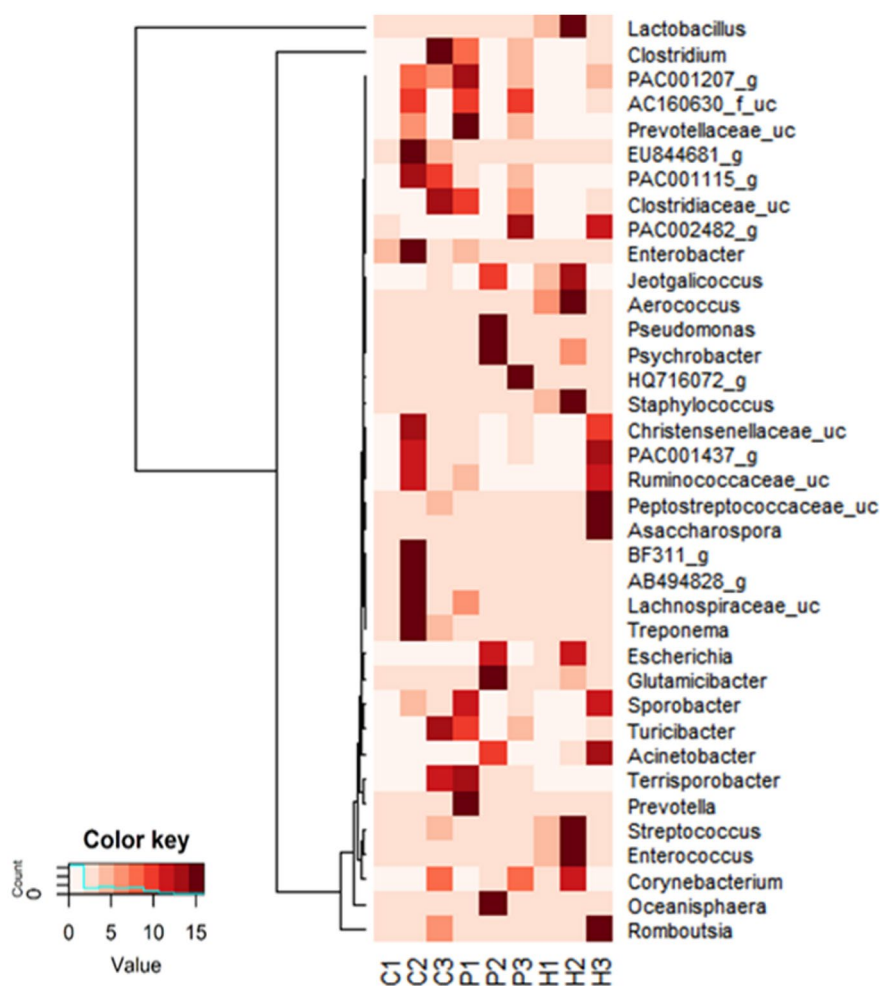 Lactobacillus
Clostridium
PAC001207_g
AC160630_f_uc
Prevotellaceae_uc
EU844681_g
PAC001115_g
Clostridiaceae_uc
PAC002482_g
Enterobacter
Jeotgalicoccus
Aerococcus
Pseudomonas
Psychrobacter
HQ716072_g
Staphylococcus
Christensenellaceae_uc
PAC001437_g
Ruminococcaceae_uc
Peptostreptococcaceae_uc
Asaccharospora
BF311_g
AB494828_g
Lachnospiraceae_uc
Treponema
Escherichia
Glutamicibacter
Sporobacter
Turicibacter
Acinetobacter
Terrisporobacter
Prevotella
Streptococcus
Enterococcus
Corynebacterium
Oceanisphaera
Romboutsia
C1 C2 C3 P1 P2 P3 H1 H2 H3
Color key
Count
0
0 5 10 15
Value